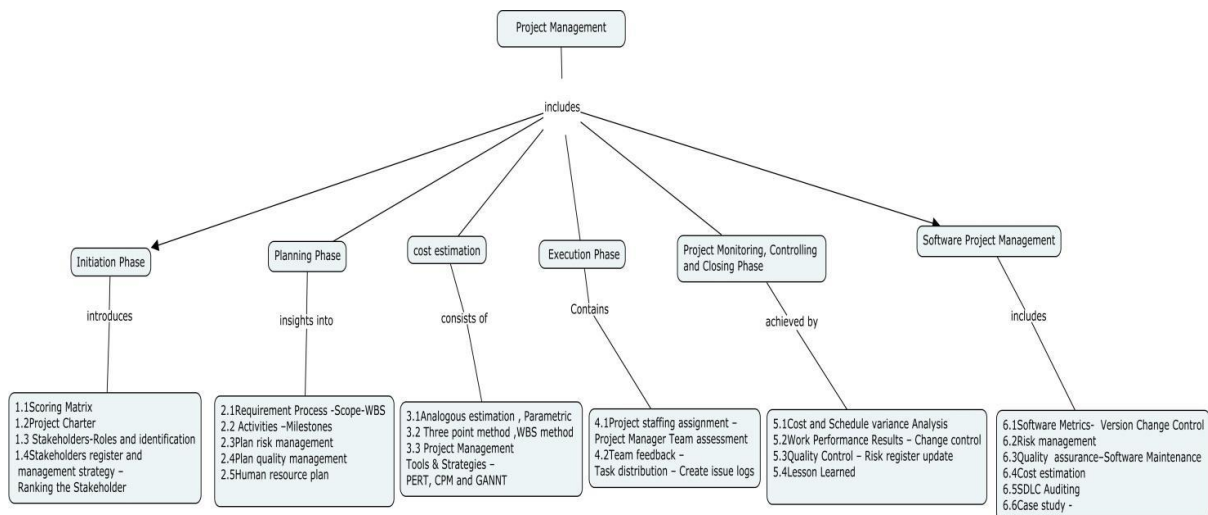 Project Management
includes
Initiation Phase
Planning Phase
cost estimation
Execution Phase
Project Monitoring, Controlling
and Closing Phase
Software Project Management
introduces
insights into
consists of
Contains
achieved by
includes
1.1Scoring Matrix
1.2Project Charter
1.3 Stakeholders-Roles and identification
1.4Stakeholders register and
management strategy –
Ranking the Stakeholder
2.1Requirement Process -Scope-WBS
2.2 Activities –Milestones
2.3Plan risk management
2.4Plan quality management
2.5Human resource plan
3.1Analogous estimation , Parametric
3.2 Three point method ,WBS method
3.3 Project Management
Tools & Strategies –
PERT, CPM and GANNT
4.1Project staffing assignment –
Project Manager Team assessment
4.2Team feedback –
Task distribution – Create issue logs
5.1Cost and Schedule variance Analysis
5.2Work Performance Results – Change control
5.3Quality Control – Risk register update
5.4Lesson Learned
6.1Software Metrics- Version Change Control
6.2Risk management
6.3Quality assurance–Software Maintenance
6.4Cost estimation
6.5SDLC Auditing
6.6Case study -